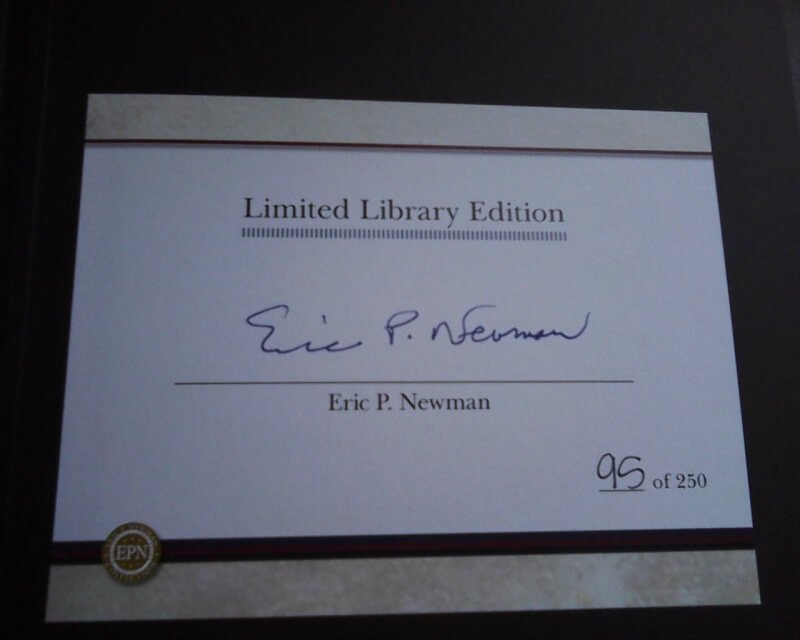 Limited Library Edition
Eric P. Newman
Eric P. Newman
95 of 250
EPN